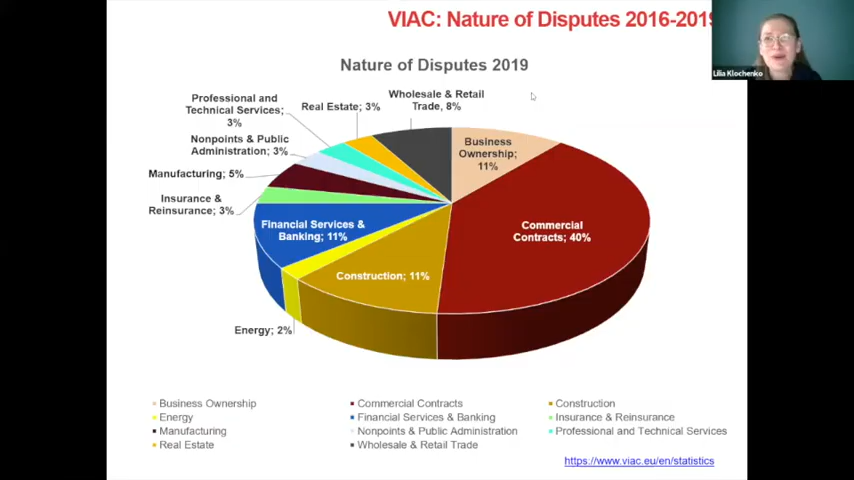 VIAC: Nature of Disputes 2016-2019
Lilia Klochenko
Nature of Disputes 2019
Wholesale & Retail
Trade, 8%
Real Estate; 3%
Professional and
Technical Services;
3%
Nonpoints & Public
Administration; 3%
Manufacturing; 5%
Insurance &
Reinsurance; 3%
Financial Services &
Banking; 11%
Energy; 2%
Construction; 11%
Commercial
Contracts; 40%
Business
Ownership;
11%
Business Ownership
Commercial Contracts
Construction
Energy
Financial Services & Banking
Insurance & Reinsurance
Manufacturing
Nonpoints & Public Administration
Professional and Technical Services
Real Estate
Wholesale & Retail Trade
https://www.viac.eu/en/statistics